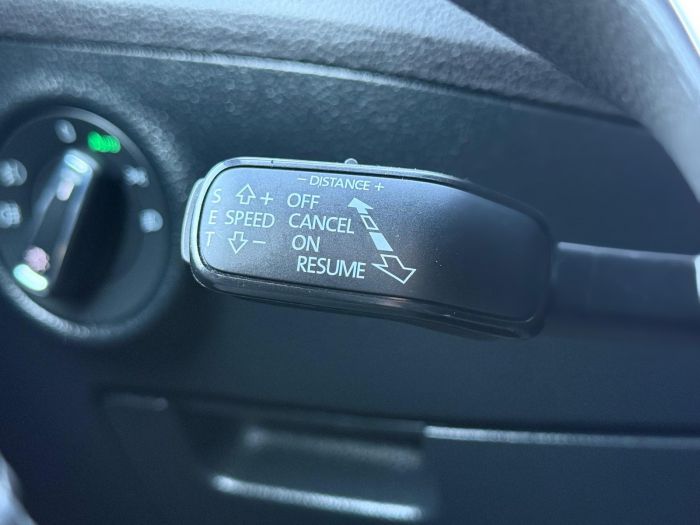 - DISTANCE +
S + OFF
E SPEED CANCEL
T - ON
RESUME